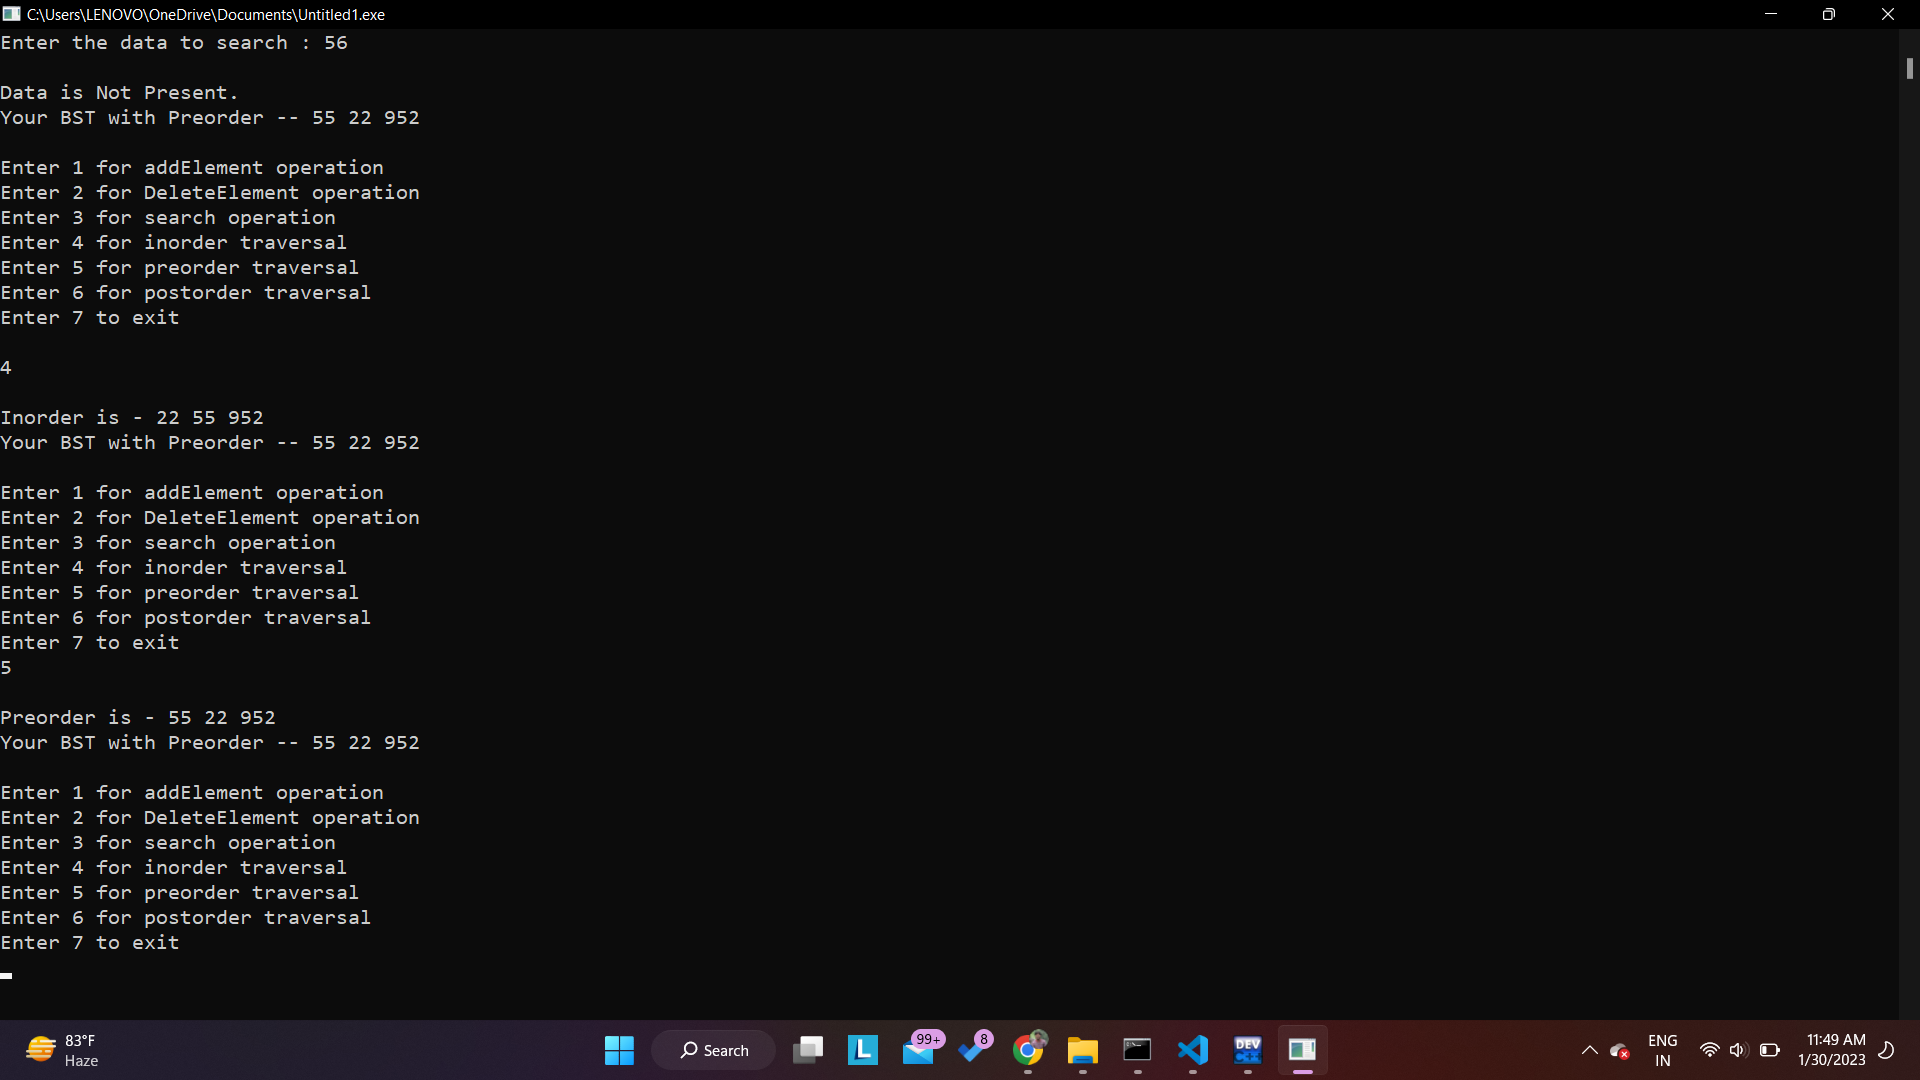 C:\Users\LENOVO\OneDrive\Documents\Untitled1.exe
Enter the data to search : 56
Data is Not Present.
Your BST with Preorder -- 55 22 952
Enter 1 for addElement operation
Enter 2 for DeleteElement operation
Enter 3 for search operation
Enter 4 for inorder traversal
Enter 5 for preorder traversal
Enter 6 for postorder traversal
Enter 7 to exit
4
Inorder is - 22 55 952
Your BST with Preorder -- 55 22 952
Enter 1 for addElement operation
Enter 2 for DeleteElement operation
Enter 3 for search operation
Enter 4 for inorder traversal
Enter 5 for preorder traversal
Enter 6 for postorder traversal
Enter 7 to exit
5
Preorder is - 55 22 952
Your BST with Preorder -- 55 22 952
Enter 1 for addElement operation
Enter 2 for DeleteElement operation
Enter 3 for search operation
Enter 4 for inorder traversal
Enter 5 for preorder traversal
Enter 6 for postorder traversal
Enter 7 to exit
83°F
Haze
Search
L
99+
8
DEV
C++
ENG
IN
11:49 AM
1/30/2023